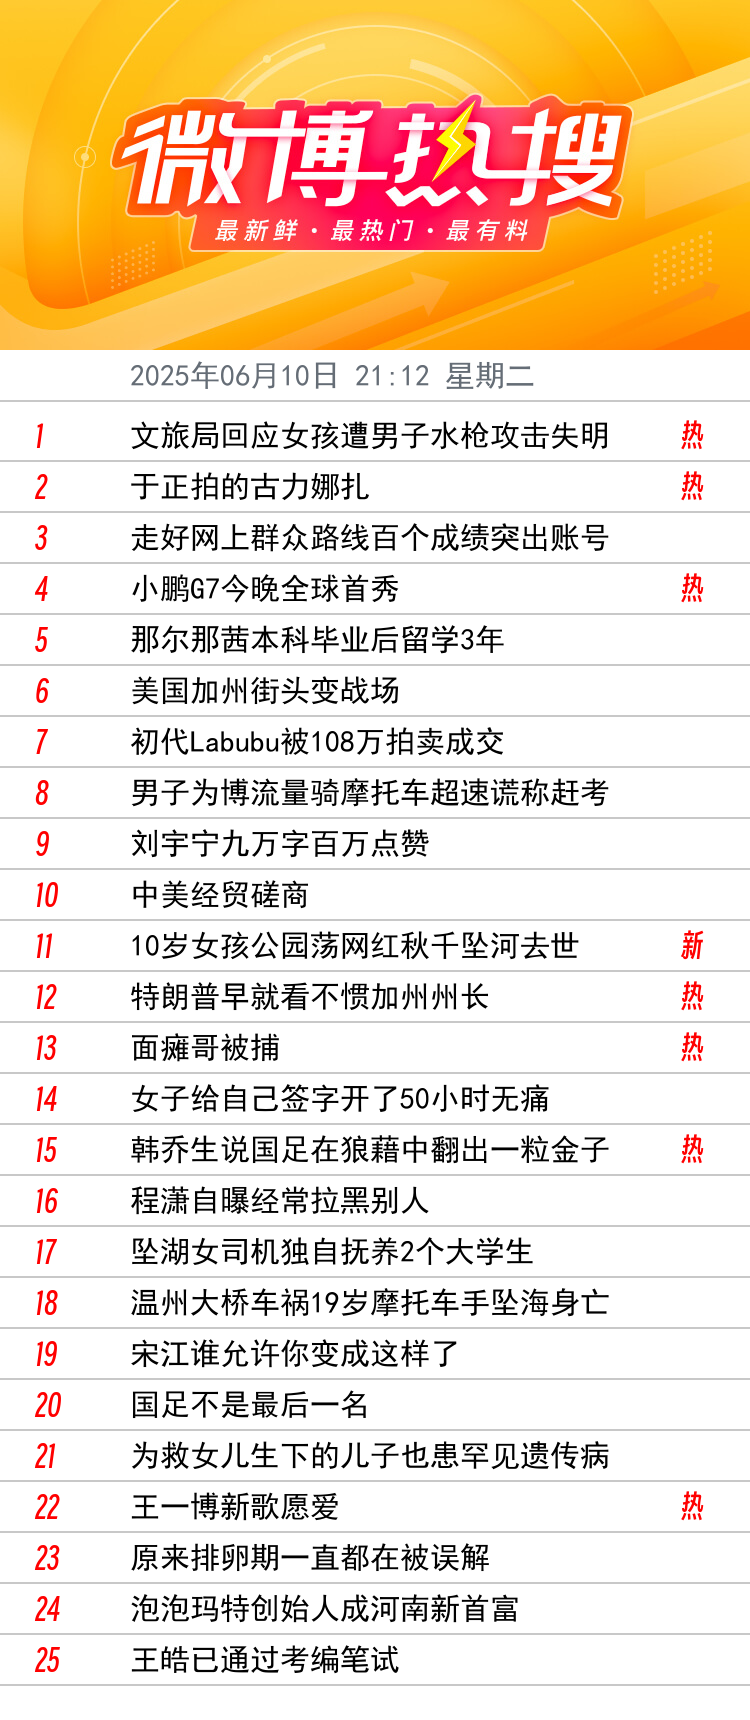 微博热搜
最新鲜·最热门·最有料
2025年06月10日 21:12 星期二
1 文旅局回应女孩遭男子水枪攻击失明 热
2 于正拍的古力娜扎 热
3 走好网上群众路线百个成绩突出账号
4 小鹏G7今晚全球首秀 热
5 那尔那茜本科毕业后留学3年
6 美国加州街头变战场
7 初代Labubu被108万拍卖成交
8 男子为博流量骑摩托车超速谎称赶考
9 刘宇宁九万字百万点赞
10 中美经贸磋商
11 10岁女孩公园荡网红秋千坠河去世 新
12 特朗普早就看不惯加州州长 热
13 面瘫哥被捕 热
14 女子给自己签字开了50小时无痛
15 韩乔生说国足在狼藉中翻出一粒金子 热
16 程潇自曝经常拉黑别人
17 坠湖女司机独自抚养2个大学生
18 温州大桥车祸19岁摩托车手坠海身亡
19 宋江谁允许你变成这样了
20 国足不是最后一名
21 为救女儿生下的儿子也患罕见遗传病
22 王一博新歌愿爱 热
23 原来排卵期一直都在被误解
24 泡泡玛特创始人成河南新首富
25 王皓已通过考编笔试